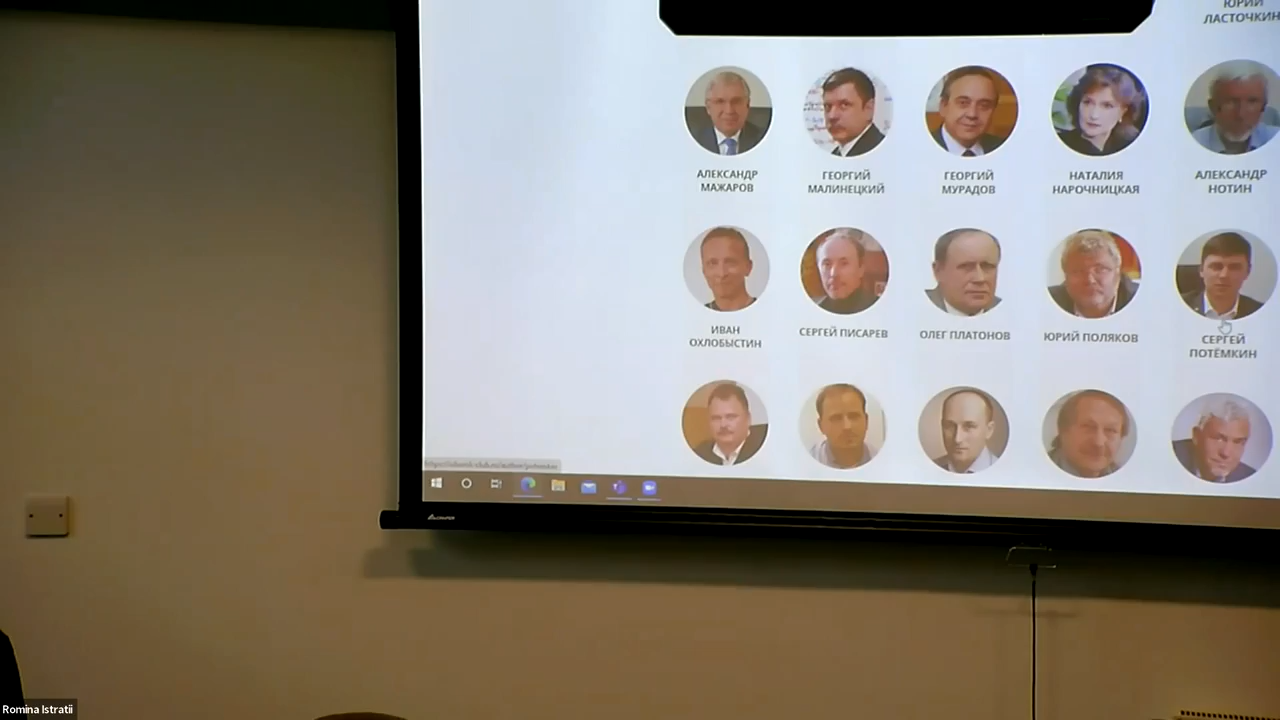 ЮРИЙ
ЛАСТОЧКИН
АЛЕКСАНДР
МАЖАРОВ
ГЕОРГИЙ
МАЛИНЕЦКИЙ
ГЕОРГИЙ
МУРАДОВ
НАТАЛИЯ
НАРОЧНИЦКАЯ
АЛЕКСАНДР
НОТИН
ИВАН
ОХЛОБЫСТИН
СЕРГЕЙ ПИСАРЕВ
ОЛЕГ ПЛАТОНОВ
ЮРИЙ ПОЛЯКОВ
СЕРГЕЙ
ПОТЁМКИН
Romina Istratii